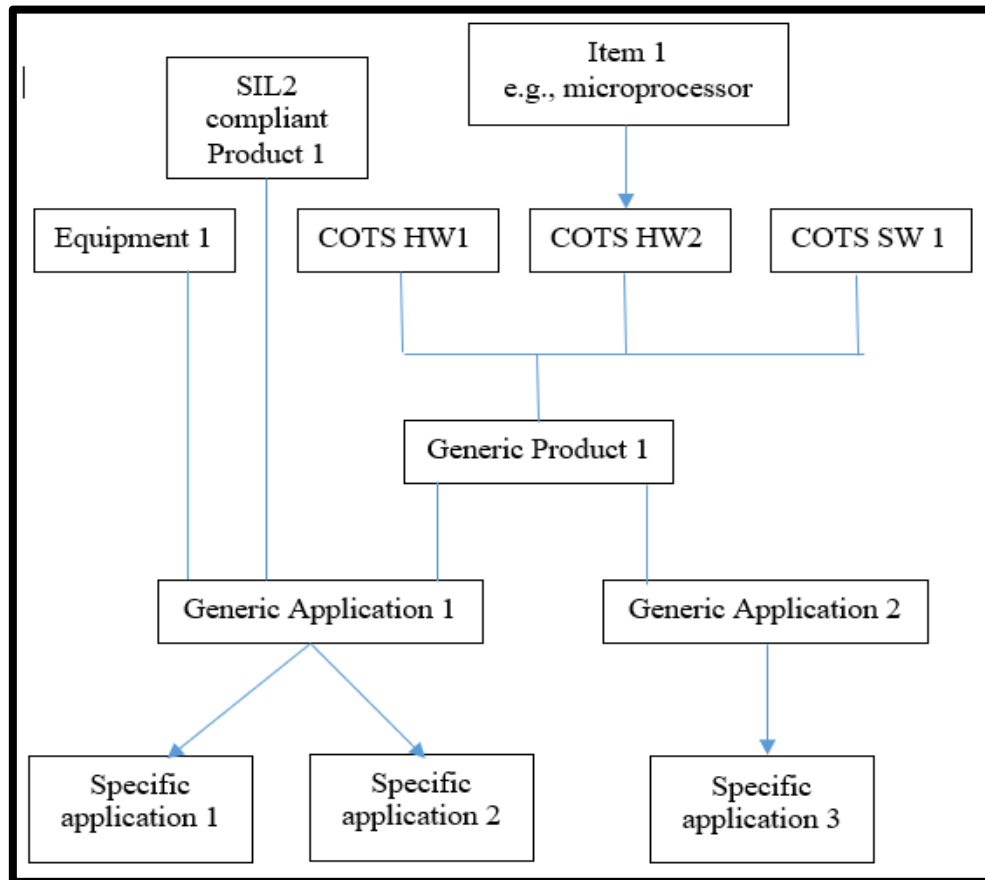 Item 1
e.g., microprocessor
SIL2
compliant
Product 1
Equipment 1
COTS HW1
COTS HW2
COTS SW 1
Generic Product 1
Generic Application 1
Generic Application 2
Specific
application 1
Specific
application 2
Specific
application 3